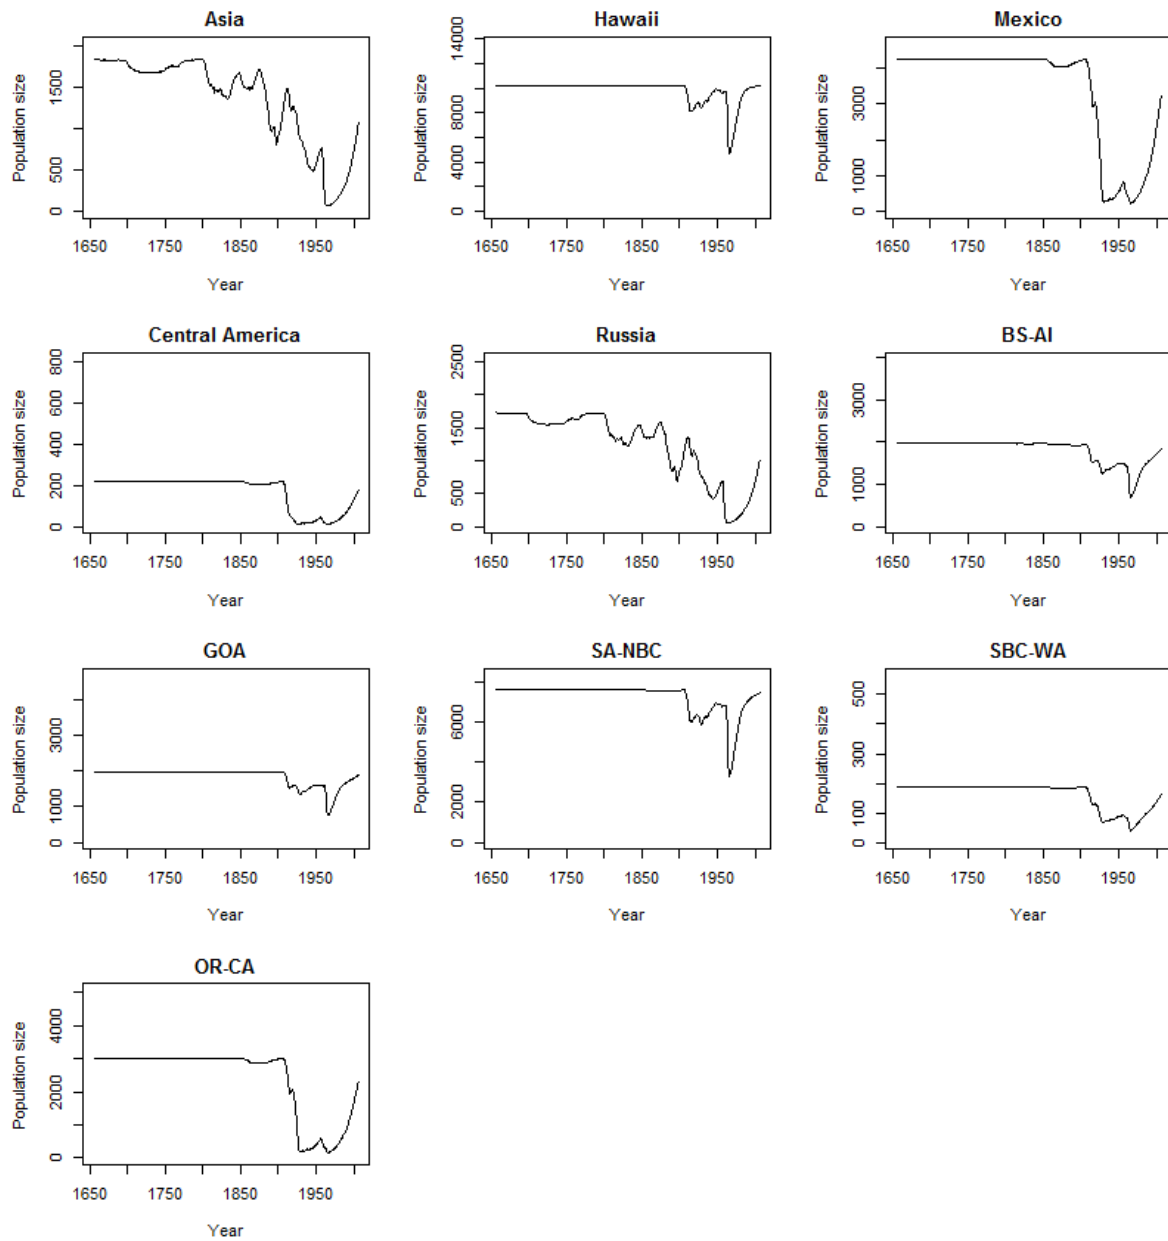 Asia
Population size
0
500
1500
1650
1750
1850
1950
Year
Hawaii
Population size
0
4000
8000
14000
1650
1750
1850
1950
Year
Mexico
Population size
0
1000
3000
1650
1750
1850
1950
Year
Central America
Population size
0
200
400
600
800
1650
1750
1850
1950
Year
Russia
Population size
0
500
1500
2500
1650
1750
1850
1950
Year
BS-AI
Population size
0
1000
3000
1650
1750
1850
1950
Year
GOA
Population size
0
1000
3000
1650
1750
1850
1950
Year
SA-NBC
Population size
0
2000
6000
1650
1750
1850
1950
Year
SBC-WA
Population size
0
100
300
500
1650
1750
1850
1950
Year
OR-CA
Population size
0
2000
4000
1650
1750
1850
1950
Year